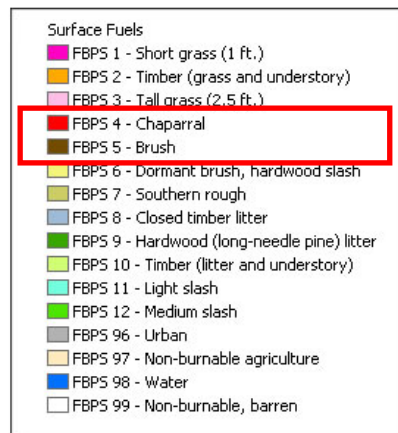 Surface Fuels
FBPS 1 - Short grass (1 ft.)
FBPS 2 - Timber (grass and understory)
FBPS 3 - Tall grass (2.5 ft.)
FBPS 4 - Chaparral
FBPS 5 - Brush
FBPS 6 - Dormant brush, hardwood slash
FBPS 7 - Southern rough
FBPS 8 - Closed timber litter
FBPS 9 - Hardwood (long-needle pine) litter
FBPS 10 - Timber (litter and understory)
FBPS 11 - Light slash
FBPS 12 - Medium slash
FBPS 96 - Urban
FBPS 97 - Non-burnable agriculture
FBPS 98 - Water
FBPS 99 - Non-burnable, barren